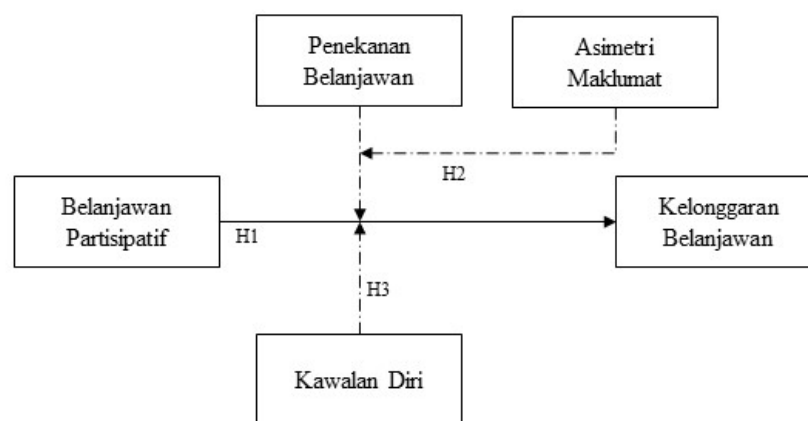 Penekanan
Belanjawan
Asimetri
Maklumat
H2
Belanjawan
Partisipatif
H1
Kelonggaran
Belanjawan
H3
Kawalan Diri